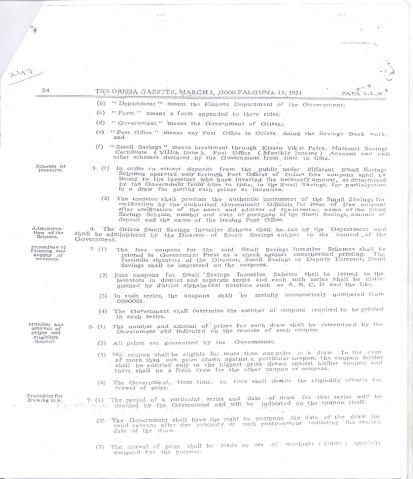 24 THE ORISSA GAZETTE, MARCH 3, 2000/ FALGUNA 13, 1921 PART I-IV
(b) "Department" means the Finance Department of the Government;
(c) "Form" means a form appended to these rules;
(d) "Government" means the Government of Orissa;
(e) "Post Office" means any Post Office in Orissa doing the Savings Bank work;
and
(f) "Small Savings" means investment through Kisan Vikas Patra, National Savings
Certificate (VIIIth Issue), Post Office (Monthly Income) Account and
other schemes declared by the Government from time to time.
Scheme of
incentive.
3. (1) In order to attract deposits from the public under different Small Savings
Schemes operated only through Post Offices of Orissa free coupons shall be
issued to the investors who have invested the necessary amount, as determined
by the Government from time to time, in the Small Savings, for participation
in a draw for getting cash prizes as incentive.
(2) The investor shall produce the authentic instrument of the Small Savings for
verification by the authorised Government Officials for issue of free coupon
after verification of the name and address of the investor, name of the Small
Savings Scheme, number and date of purchase of the Small Savings, amount of
deposit and the name of the issuing Post Office.
Administra-
tion of the
Scheme.
4. The Orissa Small Savings Incentive Scheme shall be run by the Department and
shall be administered by the Director of Small Savings subject to the control of the
Government.
Procedure of
Printing and
supply of
coupons.
5. (1) The free coupons for the said Small Savings Incentive Schemes shall be
printed in Government Press as a check against unauthorised printing. The
Facsimile signature of the Director, Small Savings or Deputy Director, Small
Savings shall be imprinted on the coupons.
(2) Free coupons for Small Savings Incentive Scheme shall be issued to the
investors in distinct and separate series and each such series shall be distin-
guished by distinct alphabetical notation such as A, B, C, D and the like.
(3) In such series, the coupons shall be serially consecutively numbered from
0000001.
(4) The Government shall determine the number of coupons required to be printed
in each series.
Number and
amount of
prizes and
eligibility
thereof.
6. (1) The number and amount of prizes for each draw shall be determined by the
Government and indicated on the reverse of each coupon.
(2) All prizes are guaranteed by the Government.
(3) No coupon shall be eligible for more than one prize in a draw. In the even
of more than one prize drawn against a particular coupon, the coupon holder
shall be entitled only to the highest prize drawn against his/her coupon and
there shall be a fresh draw for the other coupon or coupons.
(4) The Government, from time to time shall decide the eligibility criteria for
drawal of prize.
Procedure for
drawing lots.
7. (1) The period of a particular series and date of draw for that series will be
decided by the Government and will be indicated on the coupon itself.
(2) The Government shall have the right to postpone the date of the draw for
valid reasons after due publicity of such postponement indicating the revised
date of the draw.
(3) The drawal of prize shall be made by use of machines (drums) specially
designed for the purpose.